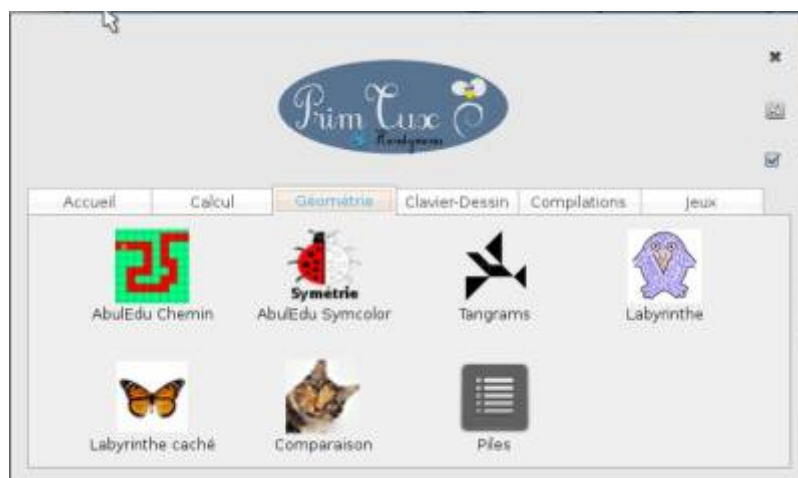 Prim Tux
Handymenu
Accueil Calcul Géométrie Clavier-Dessin Compilations Jeux
Symétrie
AbulEdu Chemin AbulEdu Symcolor Tangrams Labyrinthe
Labyrinthe caché Comparaison Piles